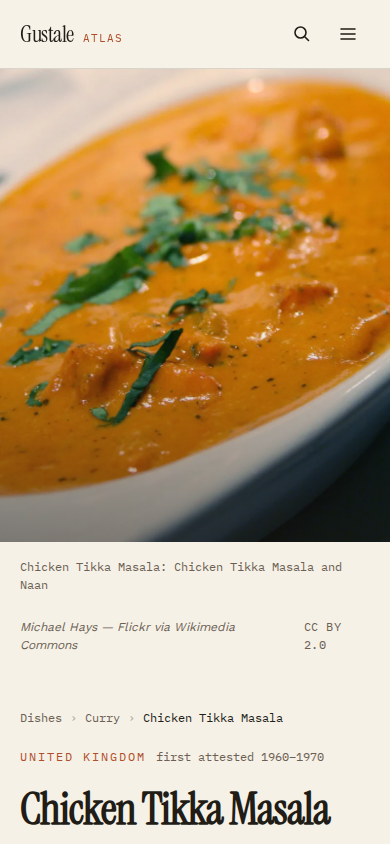 Gustale ATLAS
Chicken Tikka Masala: Chicken Tikka Masala and
Naan
Michael Hays — Flickr via Wikimedia
Commons
CC BY
2.0
Dishes › Curry › Chicken Tikka Masala
UNITED KINGDOM first attested 1960–1970
Chicken Tikka Masala